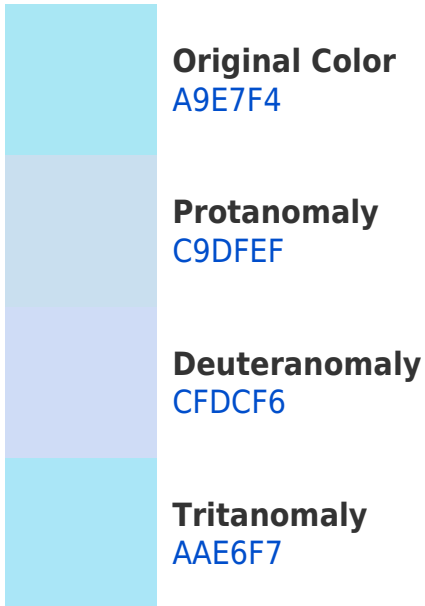 Original Color
A9E7F4
Protanomaly
C9DFEF
Deuteranomaly
CFDCF6
Tritanomaly
AAE6F7